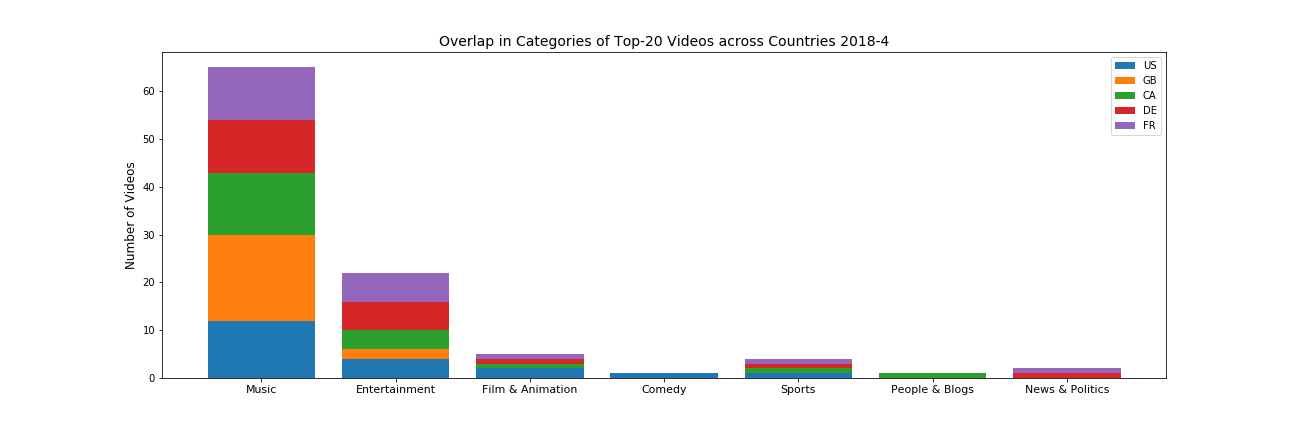 Overlap in Categories of Top-20 Videos across Countries 2018-4
US
GB
CA
DE
FR
Number of Videos
60
50
40
30
20
10
0
Music Entertainment Film & Animation Comedy Sports People & Blogs News & Politics